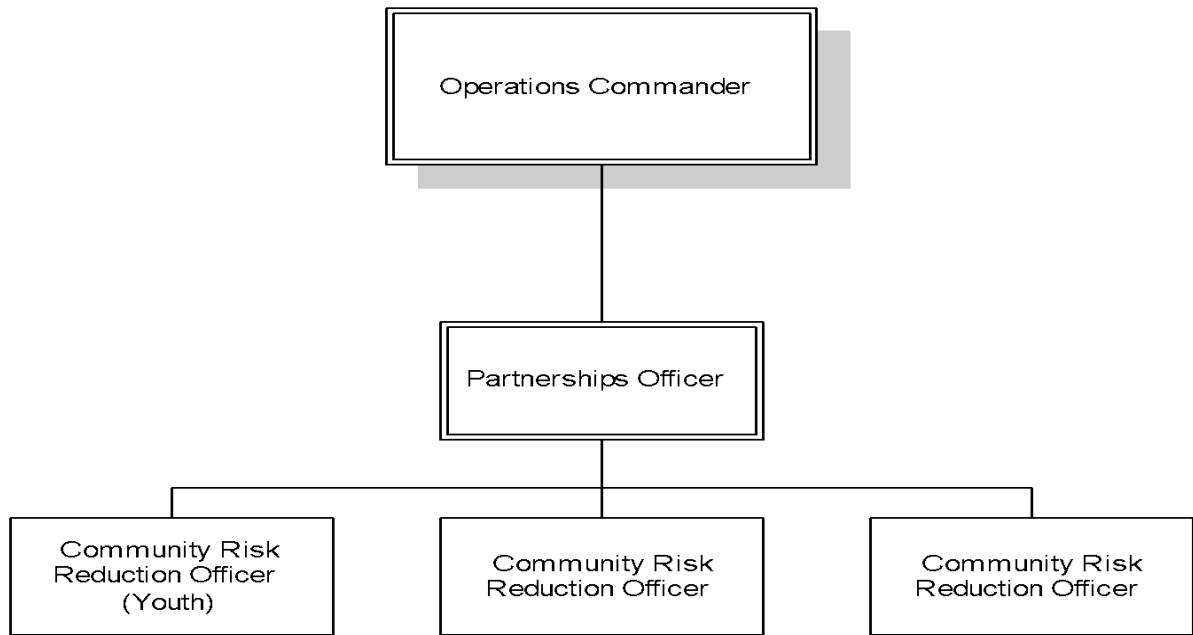 Operations Commander
Partnerships Officer
Community Risk
Reduction Officer
(Youth)
Community Risk
Reduction Officer
Community Risk
Reduction Officer